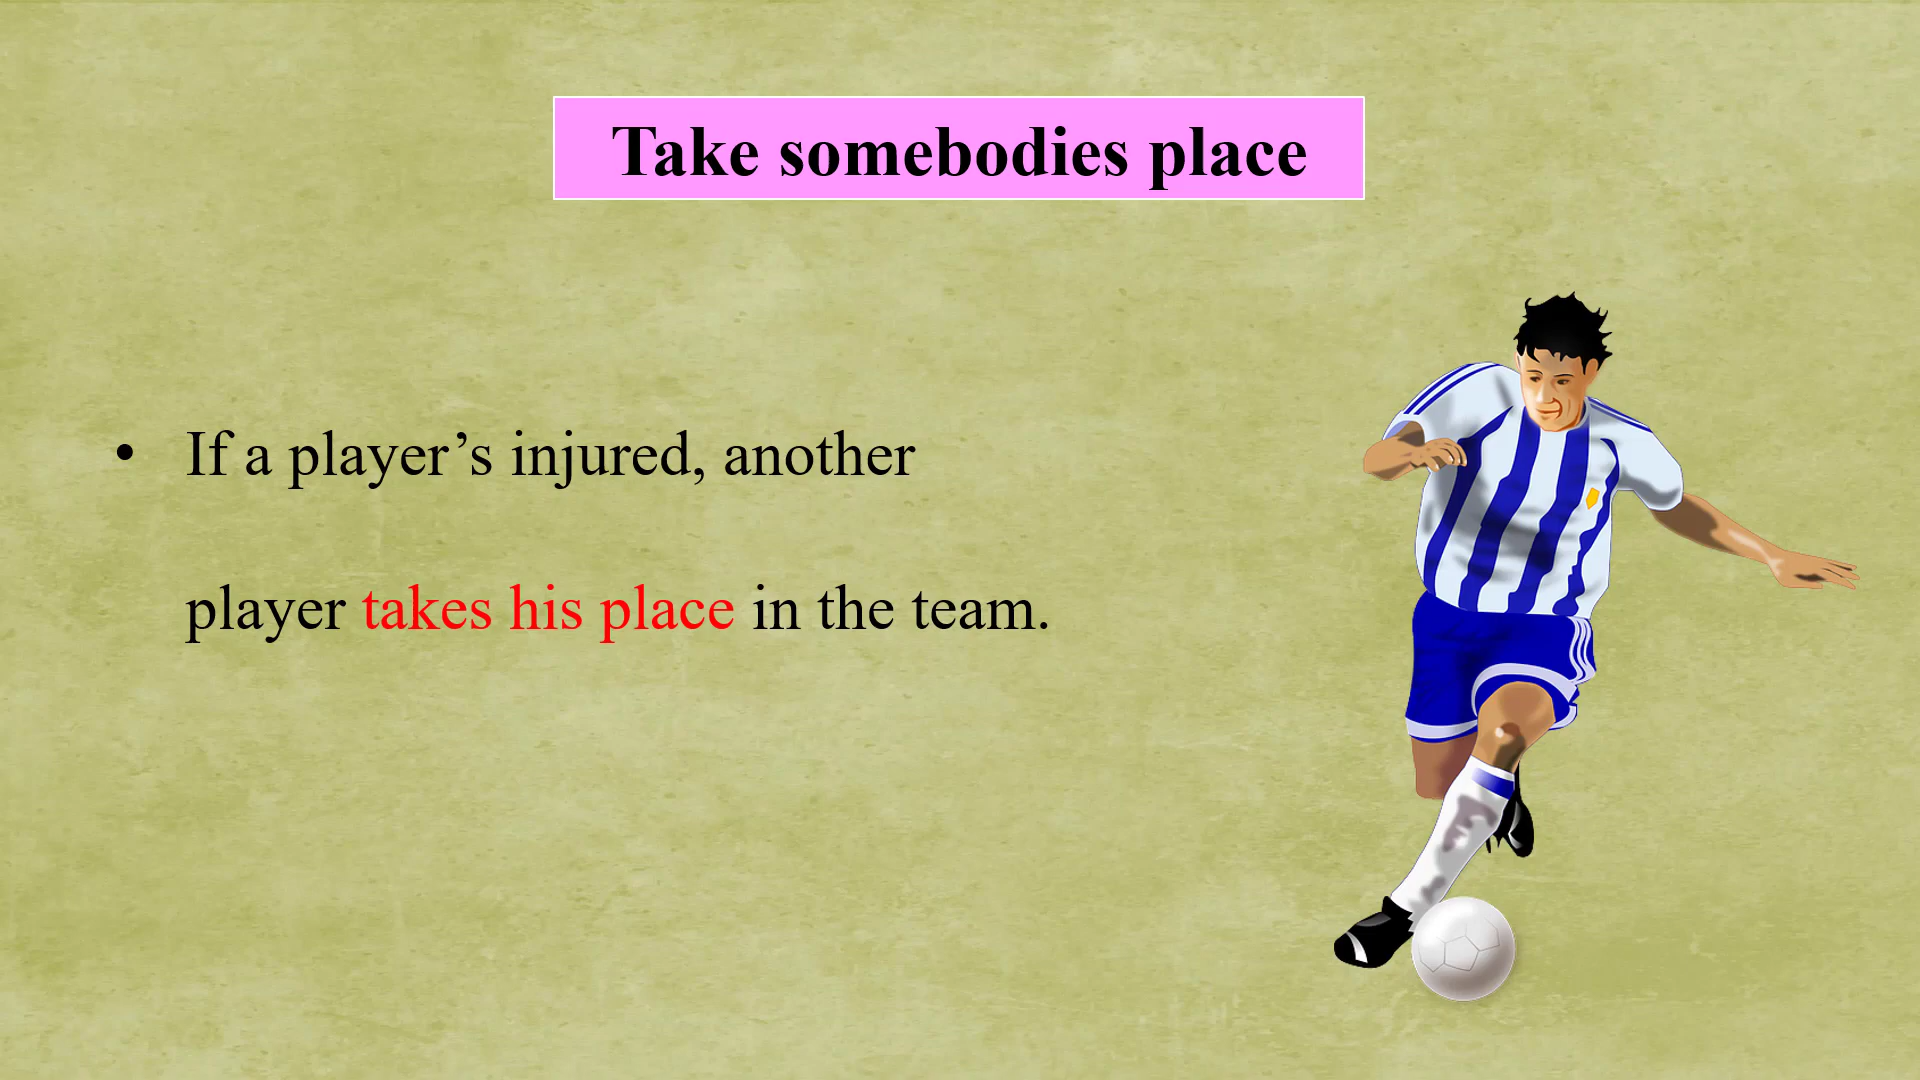 Take somebodies place
• If a player’s injured, another
player takes his place in the team.